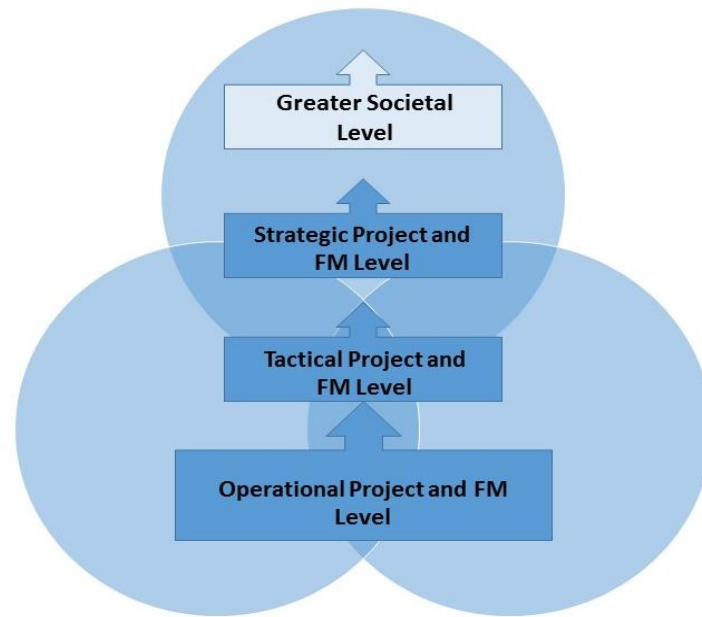 Greater Societal
Level
Strategic Project and
FM Level
Tactical Project and
FM Level
Operational Project and FM
Level